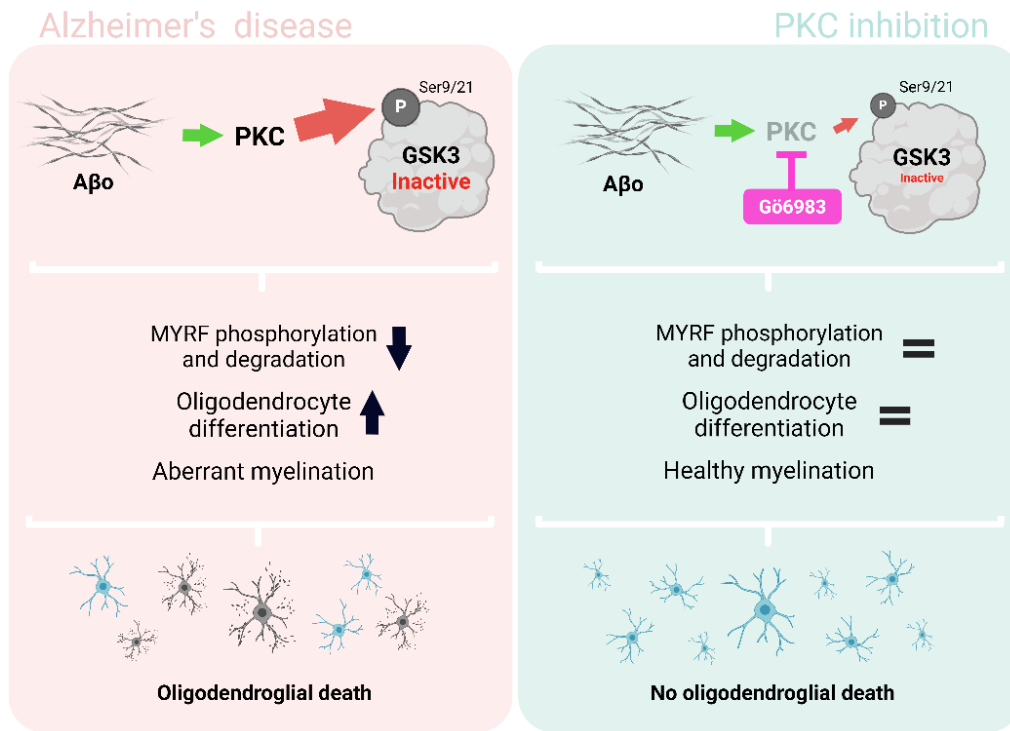 Alzheimer's disease
Ser9/21
P
Aβo
PKC
GSK3
Inactive
MYRF phosphorylation
and degradation
Oligodendrocyte
differentiation
Aberrant myelination
Oligodendroglial death
PKC inhibition
Ser9/21
P
Aβo
PKC
GSK3
Inactive
Gö6983
MYRF phosphorylation
and degradation
=
Oligodendrocyte
differentiation
=
Healthy myelination
No oligodendroglial death